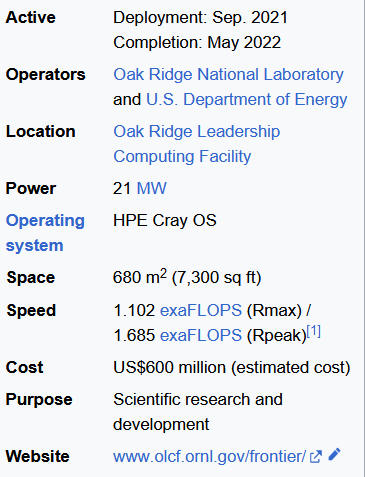 Active Deployment: Sep. 2021
Completion: May 2022
Operators Oak Ridge National Laboratory
and U.S. Department of Energy
Location Oak Ridge Leadership
Computing Facility
Power 21 MW
Operating HPE Cray OS
system
Space 680 m² (7,300 sq ft)
Speed 1.102 exaFLOPS (Rmax) /
1.685 exaFLOPS (Rpeak)[1]
Cost US$600 million (estimated cost)
Purpose Scientific research and
development
Website www.olcf.ornl.gov/frontier/